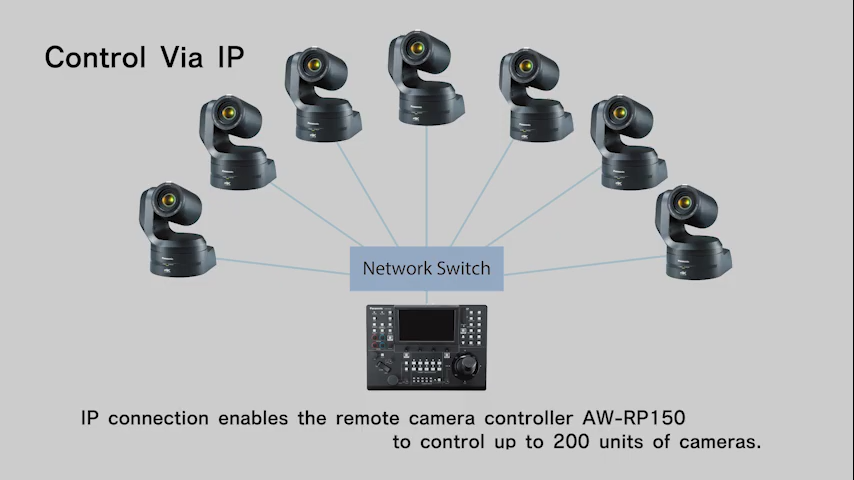 Control Via IP
Network Switch
IP connection enables the remote camera controller AW-RP150
to control up to 200 units of cameras.